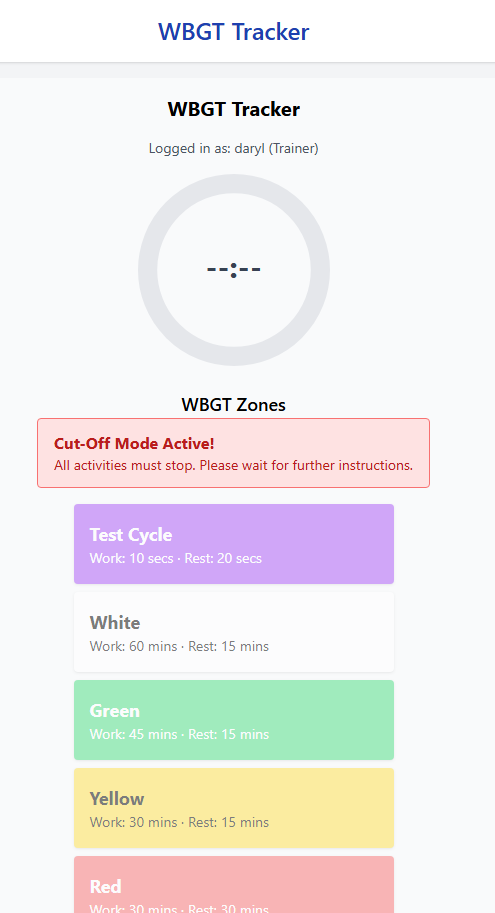 WBGT Tracker
WBGT Tracker
Logged in as: daryl (Trainer)
--:--
WBGT Zones
Cut-Off Mode Active!
All activities must stop. Please wait for further instructions.
Test Cycle
Work: 10 secs · Rest: 20 secs
White
Work: 60 mins · Rest: 15 mins
Green
Work: 45 mins · Rest: 15 mins
Yellow
Work: 30 mins · Rest: 15 mins
Red
Work: 30 mins · Rest: 30 mins